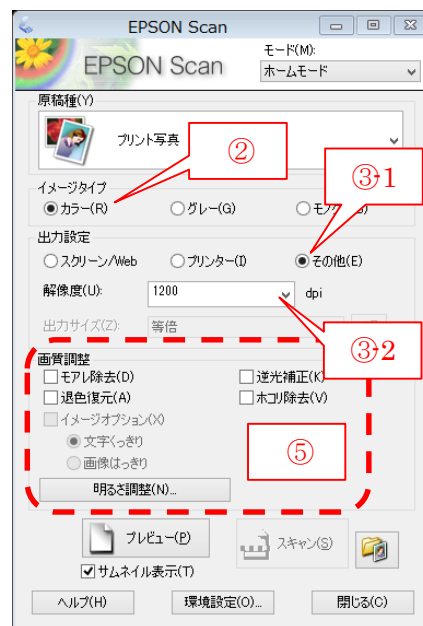 EPSON Scan
EPSON Scan
モード(M):
ホームモード
原稿種(Y)
プリント写真
②
③-1
イメージタイプ
カラー(R) グレー(G)
出力設定
スクリーン/Web プリンター(I) その他(E)
解像度(U): 1200 dpi
出力サイズ(Z): 等倍
③-2
画質調整
モアレ除去(D) 逆光補正(K)
退色復元(A) ホコリ除去(V)
イメージオプション(X)
文字くっきり
画像はっきり
⑤
明るさ調整(N)...
プレビュー(P) スキャン(S)
サムネイル表示(T)
ヘルプ(H) 環境設定(O)... 閉じる(C)